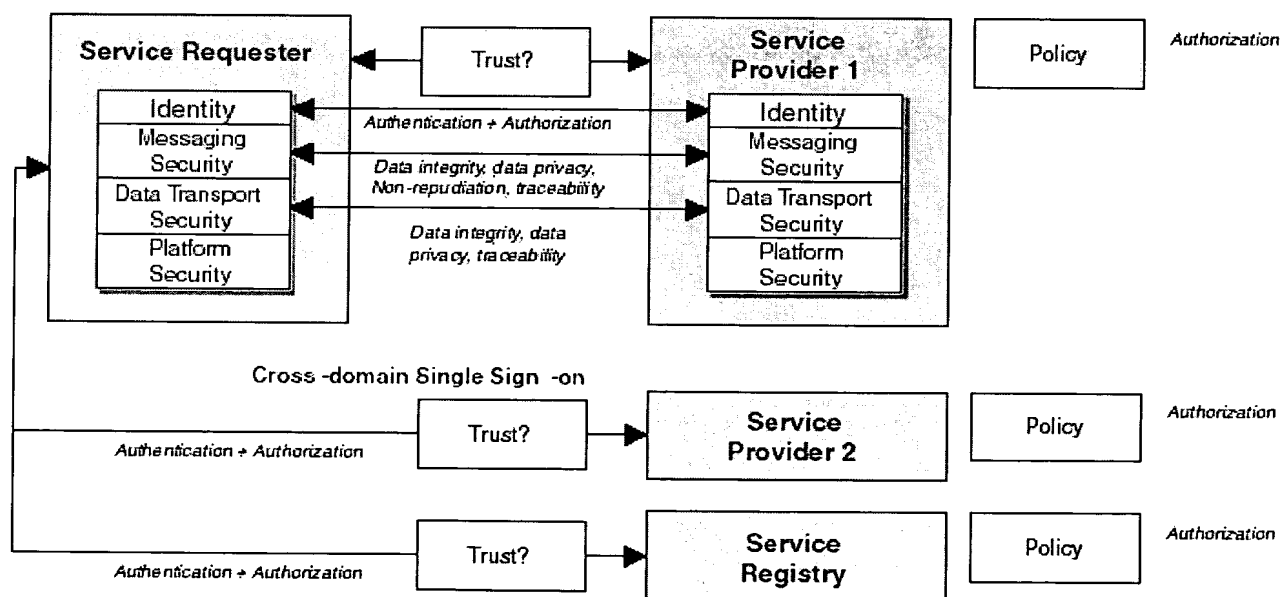 Service Requester
Trust?
Service
Provider 1
Policy
Authorization
Identity
Messaging
Security
Data Transport
Security
Platform
Security
Authentication + Authorization
Data integrity, data privacy,
Non-repudiation, traceability
Data integrity, data
privacy, traceability
Identity
Messaging
Security
Data Transport
Security
Platform
Security
Cross -domain Single Sign -on
Authentication + Authorization
Trust?
Service
Provider 2
Policy
Authorization
Authentication + Authorization
Trust?
Service
Registry
Policy
Authorization